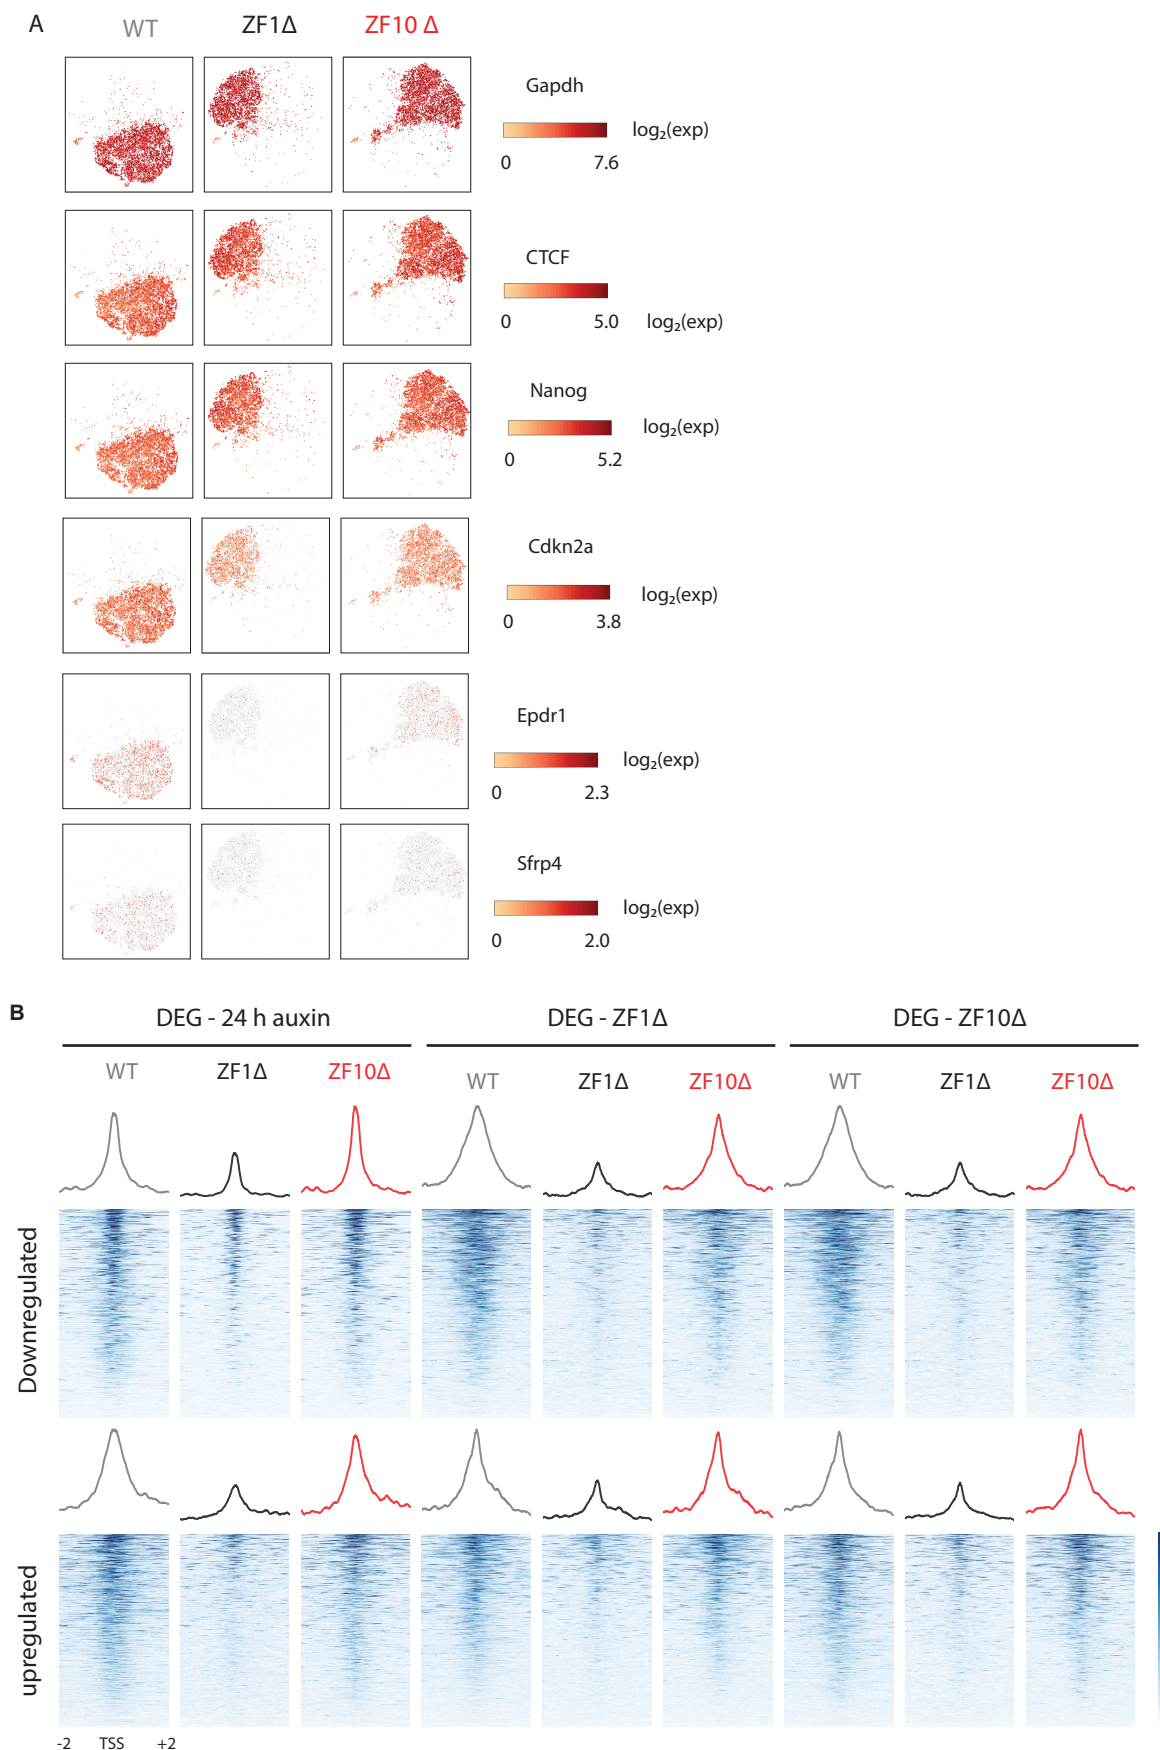 A
WT ZF1Δ ZF10 Δ
Gapdh
log₂(exp)
0 7.6
CTCF
0 5.0 log₂(exp)
Nanog
log₂(exp)
0 5.2
Cdkn2a
log₂(exp)
0 3.8
Epdr1
log₂(exp)
0 2.3
Sfrp4
log₂(exp)
0 2.0
B
DEG - 24 h auxin DEG - ZF1Δ DEG - ZF10Δ
WT ZF1Δ ZF10Δ WT ZF1Δ ZF10Δ WT ZF1Δ ZF10Δ
Downregulated
upregulated
-2 TSS +2